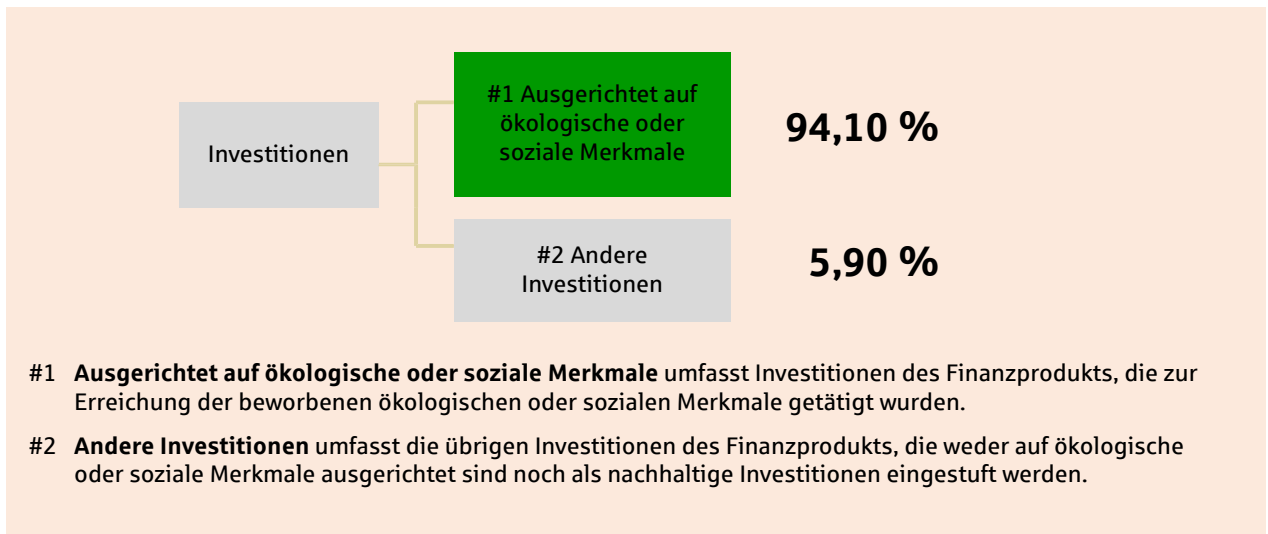 #1 Ausgerichtet auf
ökologische oder
soziale Merkmale
94,10 %
Investitionen
#2 Andere
Investitionen
5,90 %
#1 Ausgerichtet auf ökologische oder soziale Merkmale umfasst Investitionen des Finanzprodukts, die zur
Erreichung der beworbenen ökologischen oder sozialen Merkmale getätigt wurden.
#2 Andere Investitionen umfasst die übrigen Investitionen des Finanzprodukts, die weder auf ökologische
oder soziale Merkmale ausgerichtet sind noch als nachhaltige Investitionen eingestuft werden.